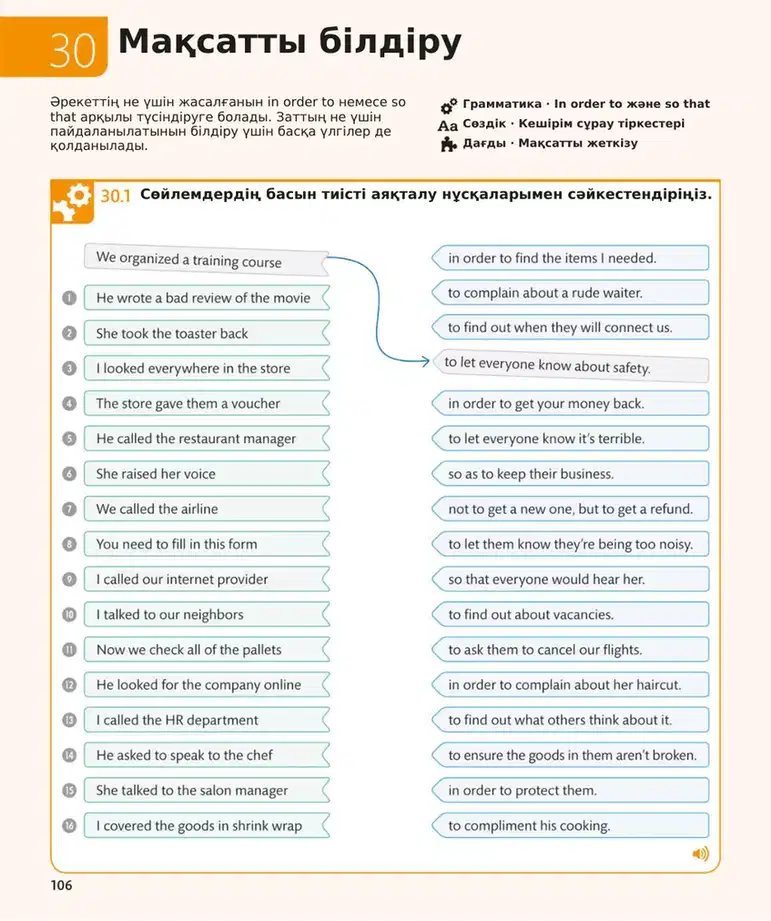 30
Мақсатты білдіру
Әрекеттің не үшін жасалғанын in order to немесе so
that арқылы түсіндіруге болады. Заттың не үшін
пайдаланылатынын білдіру үшін басқа үлгілер де
қолданылады.
Грамматика · In order to және so that
Aa Сөздік · Кешірім сұрау тіркестері
Дағды · Мақсатты жеткізу
30.1 Сөйлемдердің басын тиісті аяқталу нұсқаларымен сәйкестендіріңіз.
We organized a training course
1 He wrote a bad review of the movie
2 She took the toaster back
3 I looked everywhere in the store
4 The store gave them a voucher
5 He called the restaurant manager
6 She raised her voice
7 We called the airline
8 You need to fill in this form
9 I called our internet provider
10 I talked to our neighbors
11 Now we check all of the pallets
12 He looked for the company online
13 I called the HR department
14 He asked to speak to the chef
15 She talked to the salon manager
16 I covered the goods in shrink wrap
in order to find the items I needed.
to complain about a rude waiter.
to find out when they will connect us.
to let everyone know about safety.
in order to get your money back.
to let everyone know it's terrible.
so as to keep their business.
not to get a new one, but to get a refund.
to let them know they're being too noisy.
so that everyone would hear her.
to find out about vacancies.
to ask them to cancel our flights.
in order to complain about her haircut.
to find out what others think about it.
to ensure the goods in them aren't broken.
in order to protect them.
to compliment his cooking.
106